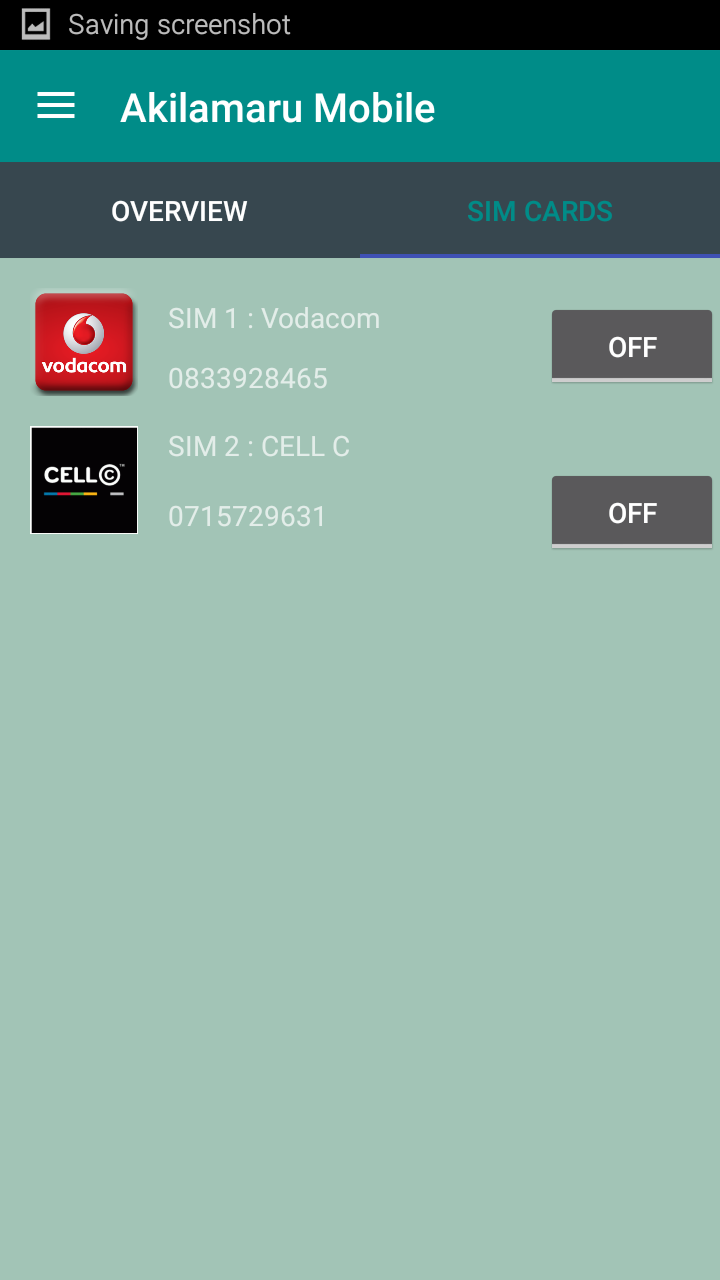 Saving screenshot
Akilamaru Mobile
OVERVIEW
SIM CARDS
vodacom
SIM 1 : Vodacom
0833928465
OFF
CELL C
SIM 2 : CELL C
0715729631
OFF